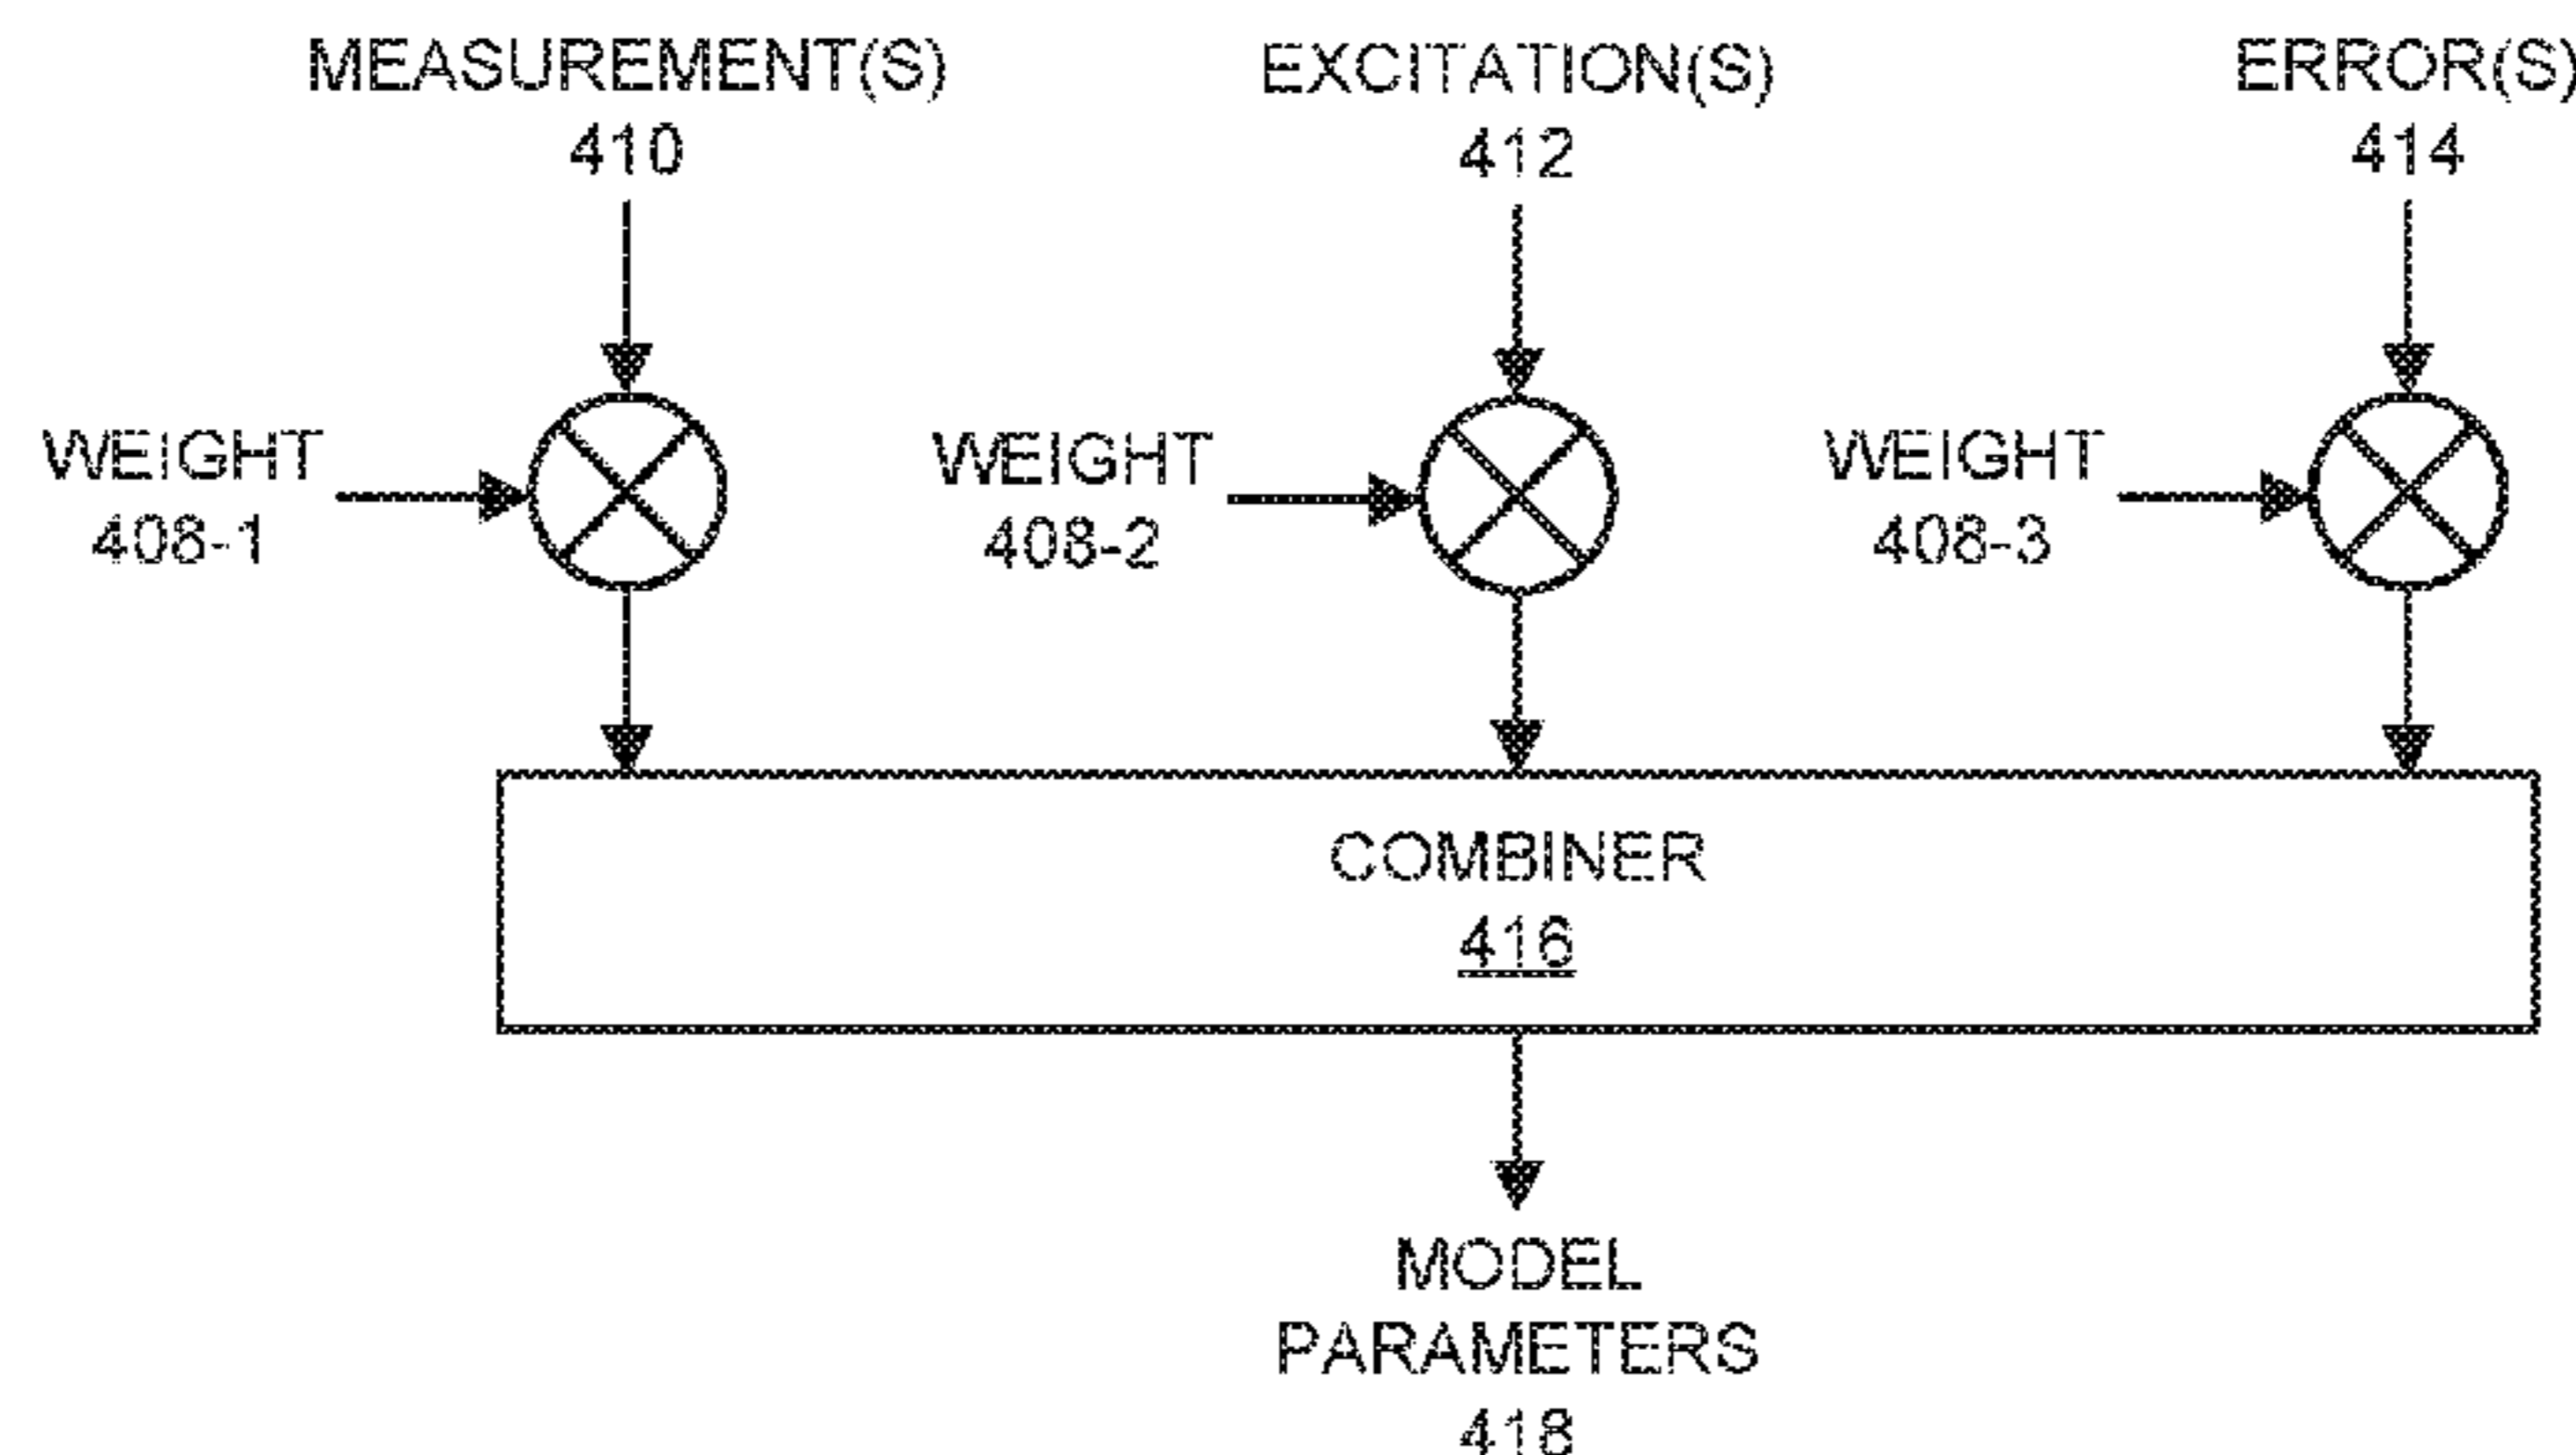 MEASUREMENT(S)
410
EXCITATION(S)
412
ERROR(S)
414
WEIGHT
408-1
WEIGHT
408-2
WEIGHT
408-3
COMBINER
416
MODEL
PARAMETERS
418